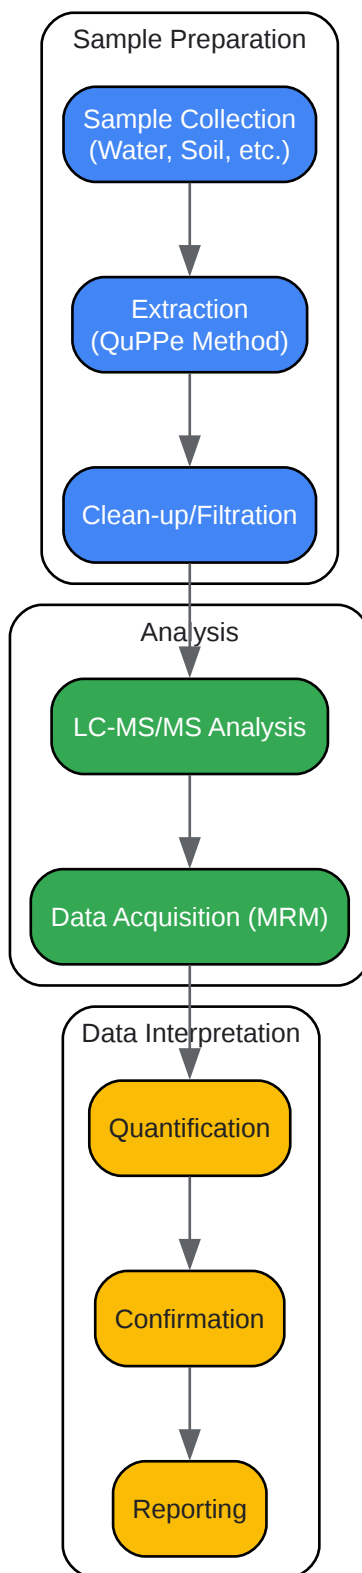 Sample Preparation
Sample Collection
(Water, Soil, etc.)
Extraction
(QuPPe Method)
Clean-up/Filtration
Analysis
LC-MS/MS Analysis
Data Acquisition (MRM)
Data Interpretation
Quantification
Confirmation
Reporting